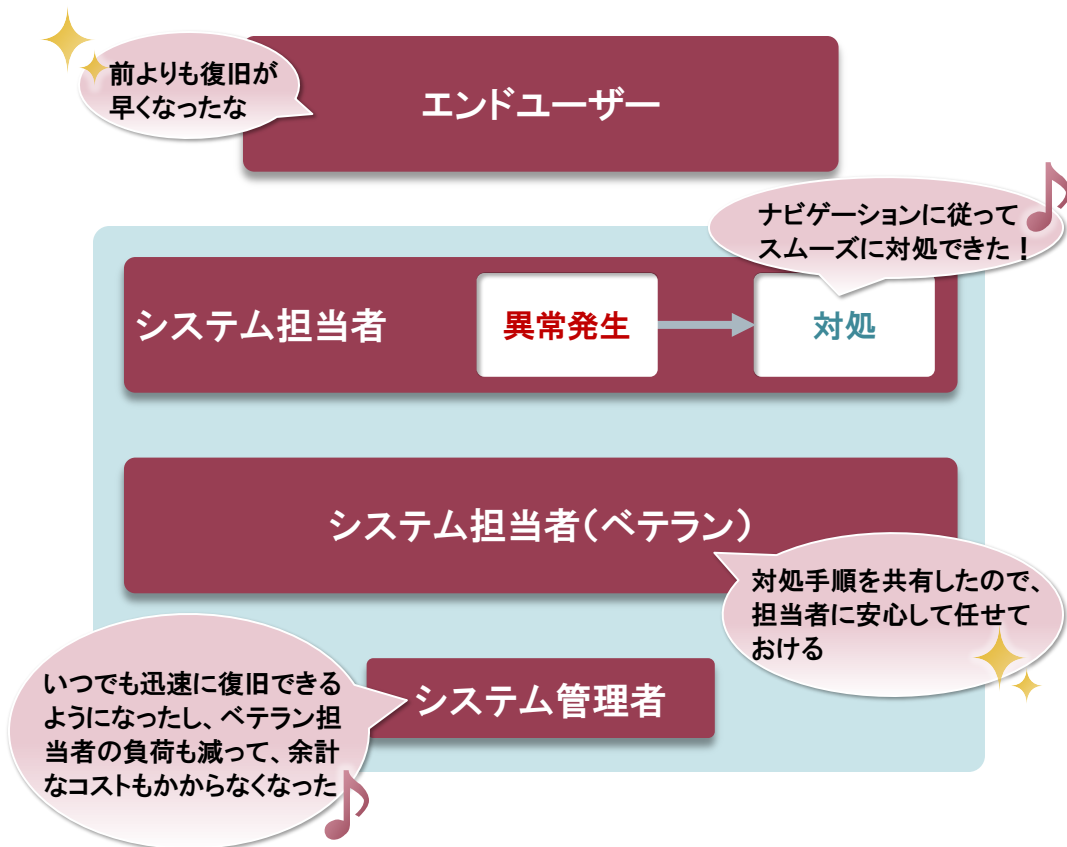 前よりも復旧が
早くなったな
エンドユーザー
ナビゲーションに従って
スムーズに対処できた！
システム担当者
異常発生
対処
システム担当者（ベテラン）
対処手順を共有したので、
担当者に安心して任せて
おける
システム管理者
いつでも迅速に復旧できる
ようになったし、ベテラン担
当者の負荷も減って、余計
なコストもかからなくなった